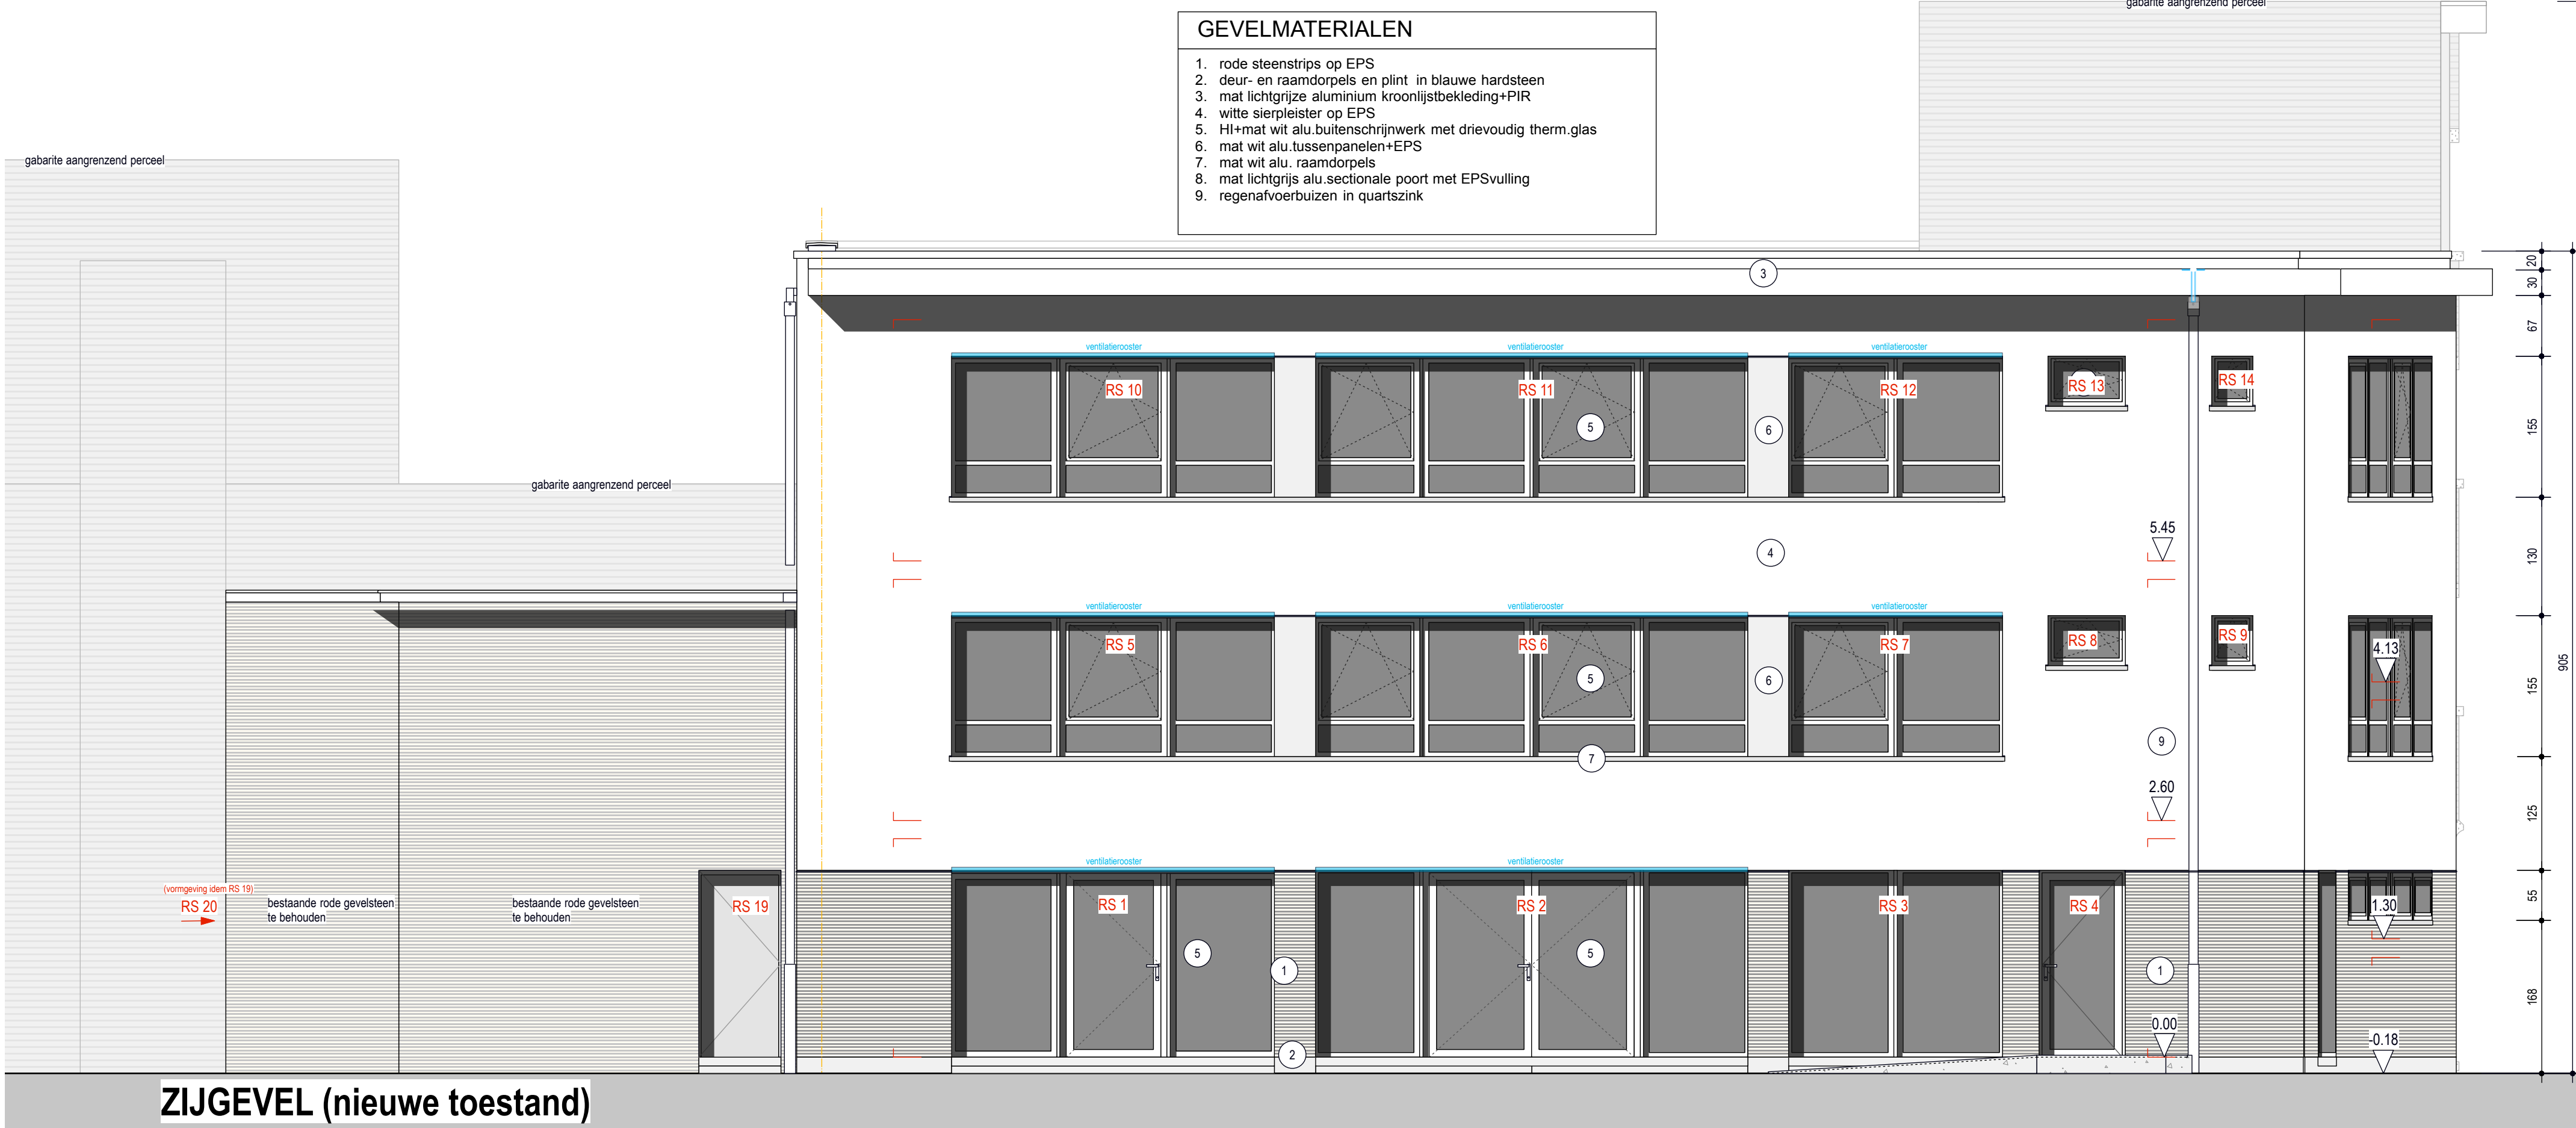 gabarite aangrenzend perceel
GEVELMATERIALEN
1. rode steenstrips op EPS
2. deur- en raamdorpels en plint in blauwe hardsteen
3. mat lichtgrijze aluminium kroonlijstbekleding+PIR
4. witte sierpleister op EPS
5. HI+mat wit alu.buitenschrijnwerk met drievoudig therm.glas
6. mat wit alu.tussenpanelen+EPS
7. mat wit alu. raamdorpels
8. mat lichtgrijs alu.sectionale poort met EPSvulling
9. regenafvoerbuizen in quartszink
gabarite aangrenzend perceel
gabarite aangrenzend perceel
3
20
30
67
155
130
155
125
55
168
905
ventilatierooster
ventilatierooster
ventilatierooster
RS 10
RS 11
RS 12
RS 13
RS 14
5
6
5.45
4
ventilatierooster
ventilatierooster
ventilatierooster
RS 5
RS 6
RS 7
RS 8
RS 9
4.13
5
6
7
9
2.60
ventilatierooster
ventilatierooster
(vormgeving idem RS 19)
RS 20
bestaande rode gevelsteen
te behouden
bestaande rode gevelsteen
te behouden
RS 19
RS 1
RS 2
RS 3
RS 4
1.30
5
5
1
1
0.00
2
-0.18
ZIJGEVEL (nieuwe toestand)